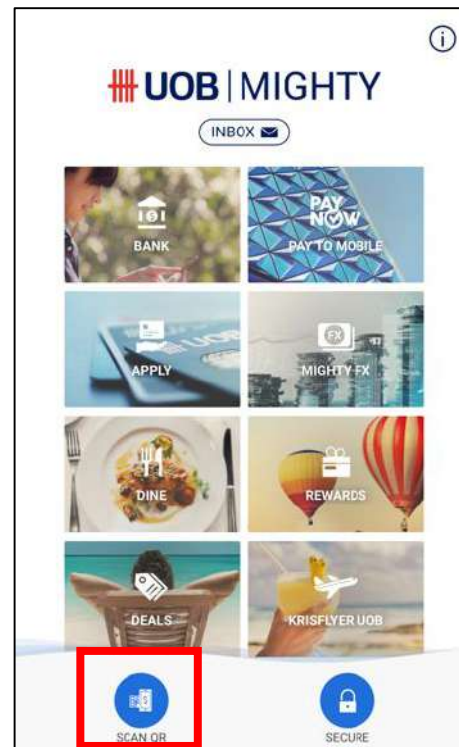 UOB | MIGHTY
INBOX
BANK
PAY NOW
PAY TO MOBILE
APPLY
UOB
FX
MIGHTY FX
DINE
REWARDS
DEALS
KRISFLYER UOB
SCAN QR
SECURE